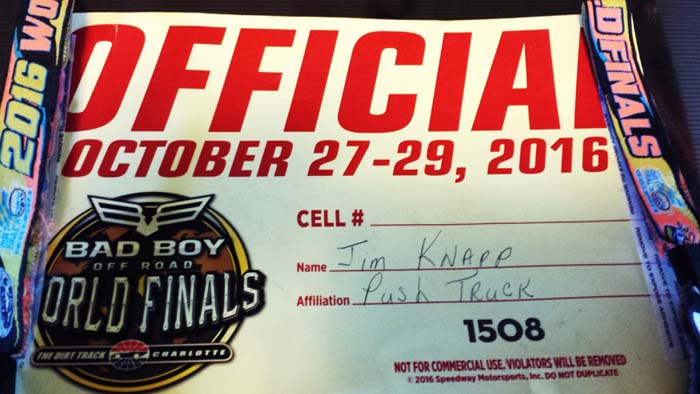 OFFICIAL
OCTOBER 27-29, 2016
2016 WO
D FINALS
BAD BOY
OFF ROAD
ORLD FINALS
THE DIRT TRACK CHARLOTTE
CELL #
Name Jim KNAPP
Affiliation Push TRUCK
1508
NOT FOR COMMERCIAL USE. VIOLATORS WILL BE REMOVED
© 2016 Speedway Motorsports, Inc. DO NOT DUPLICATE